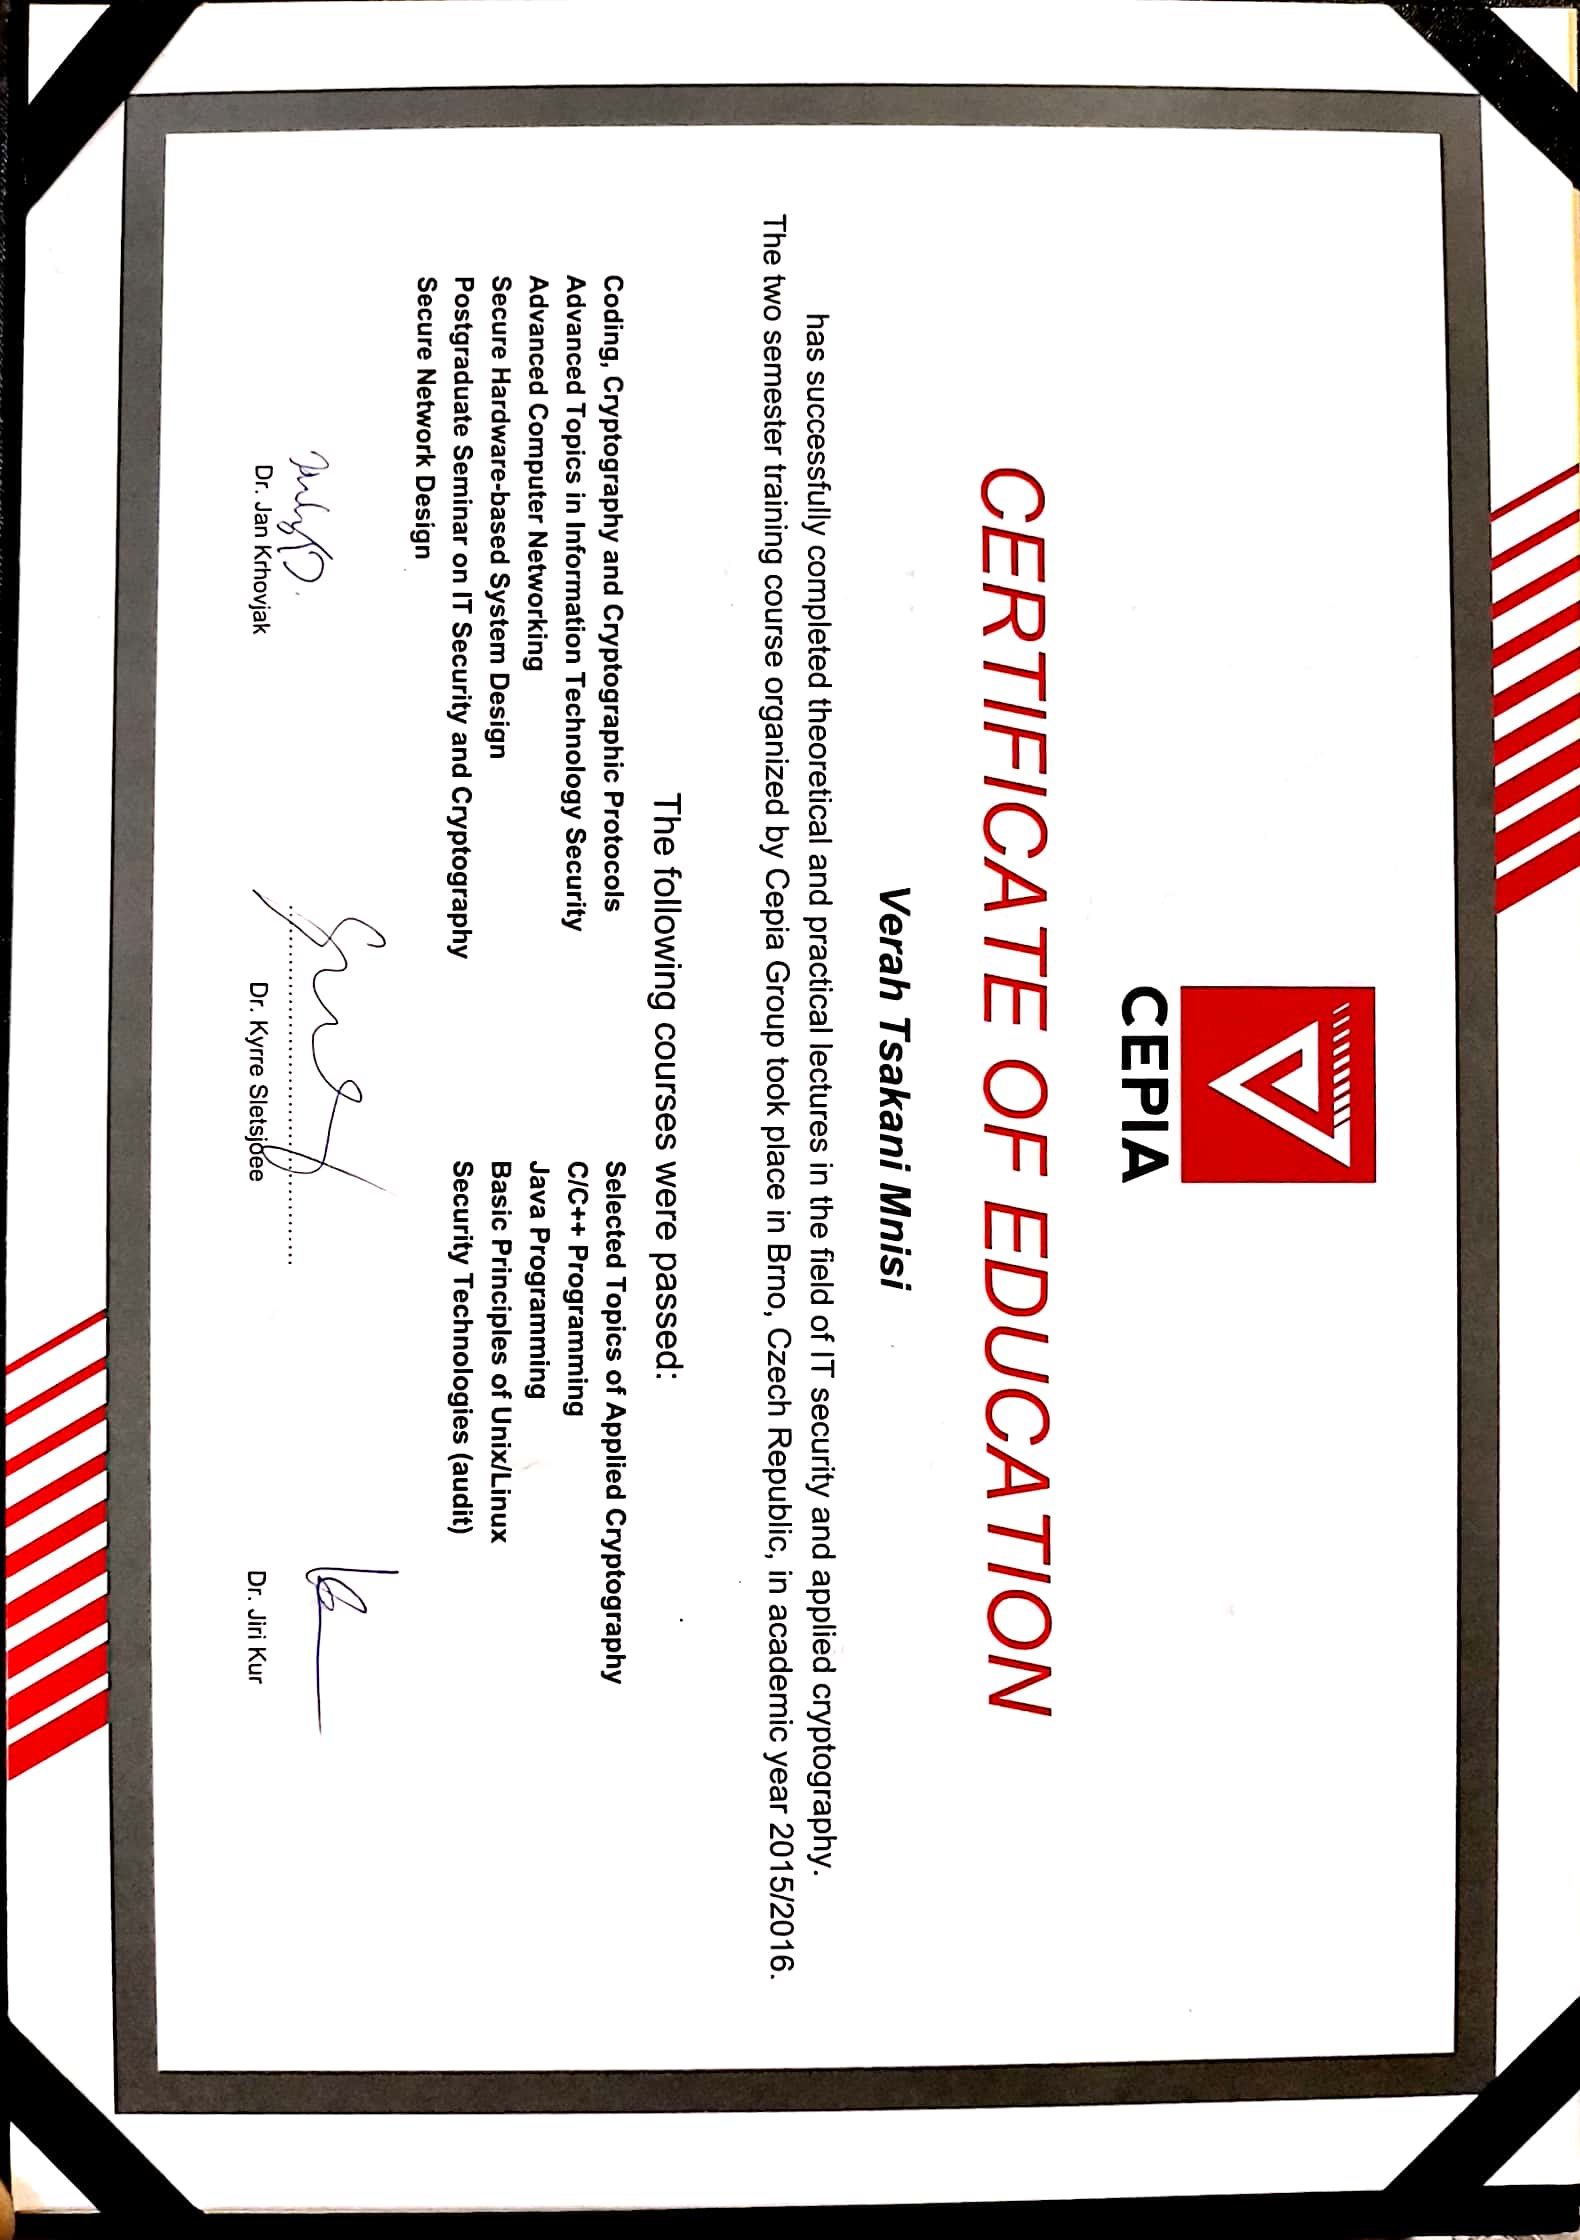 CEPIA
CERTIFICATE OF EDUCATION
Verah Tsakani Mnisi
has successfully completed theoretical and practical lectures in the field of IT security and applied cryptography.
The two semester training course organized by Cepia Group took place in Brno, Czech Republic, in academic year 2015/2016.
The following courses were passed:
Coding, Cryptography and Cryptographic Protocols
Advanced Topics in Information Technology Security
Advanced Computer Networking
Secure Hardware-based System Design
Postgraduate Seminar on IT Security and Cryptography
Secure Network Design
Selected Topics of Applied Cryptography
C/C++ Programming
Java Programming
Basic Principles of Unix/Linux
Security Technologies (audit)
Dr. Jan Krhovjak
Dr. Kyrre Sletsjoee
Dr. Jiri Kur